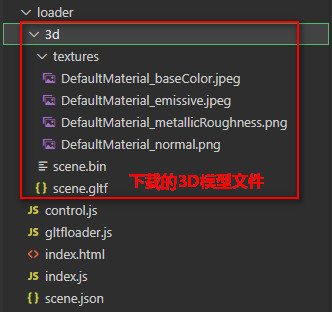 loader
3d
textures
DefaultMaterial_baseColor.jpeg
DefaultMaterial_emissive.jpeg
DefaultMaterial_metallicRoughness.png
DefaultMaterial_normal.png
scene.bin
{} scene.gltf
下载的3D模型文件
JS control.js
JS gltfloader.js
<> index.html
JS index.js
{} scene.json